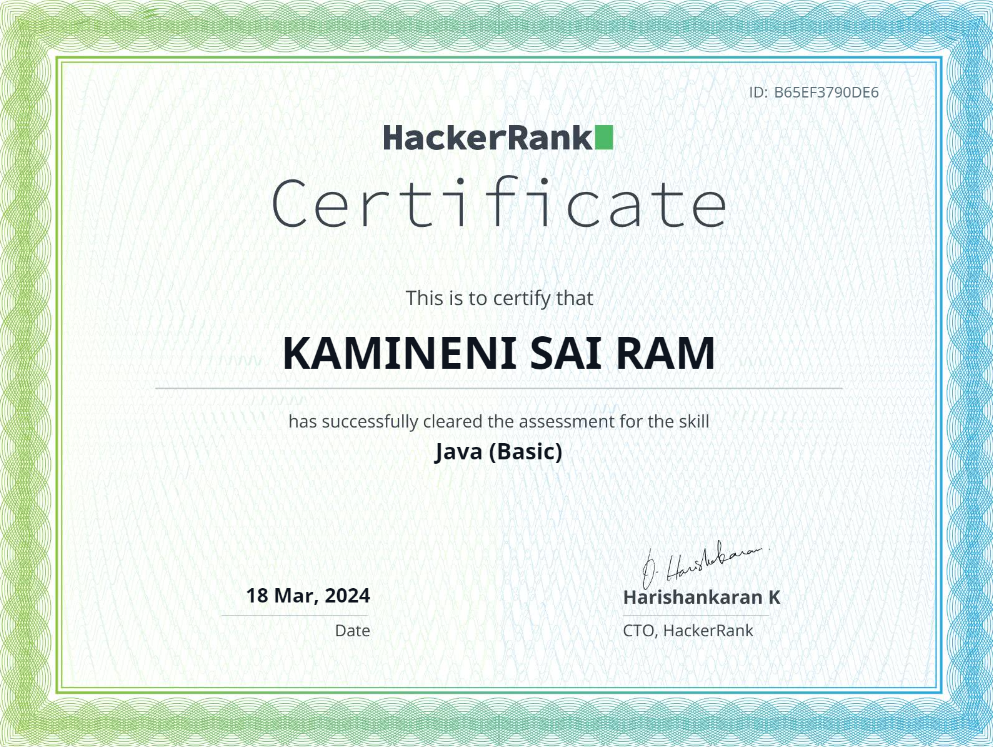 ID: B65EF3790DE6
HackerRank
Certificate
This is to certify that
KAMINENI SAI RAM
has successfully cleared the assessment for the skill
Java (Basic)
18 Mar, 2024
Date
Harishankaran K
CTO, HackerRank